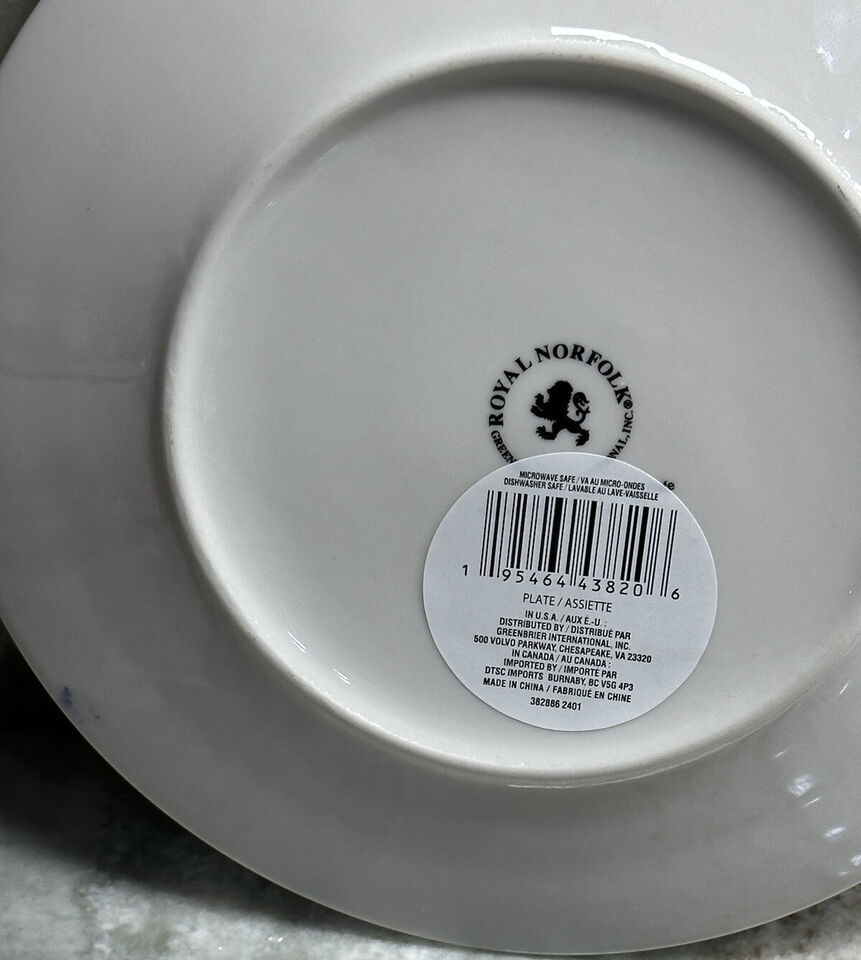 ROYAL NORFOLK®
MICROWAVE SAFE / VA AU MICRO-ONDES
DISHWASHER SAFE / LAVABLE AU LAVE-VAISSELLE
1 95464 43820 6
PLATE / ASSIETTE
IN U.S.A. / AUX É.-U. :
DISTRIBUTED BY / DISTRIBUÉ PAR
GREENBRIER INTERNATIONAL, INC.
500 VOLVO PARKWAY, CHESAPEAKE, VA 23320
IN CANADA / AU CANADA :
IMPORTED BY / IMPORTÉ PAR
DTSC IMPORTS BURNABY, BC V5G 4P3
MADE IN CHINA / FABRIQUÉ EN CHINE
382886 2401